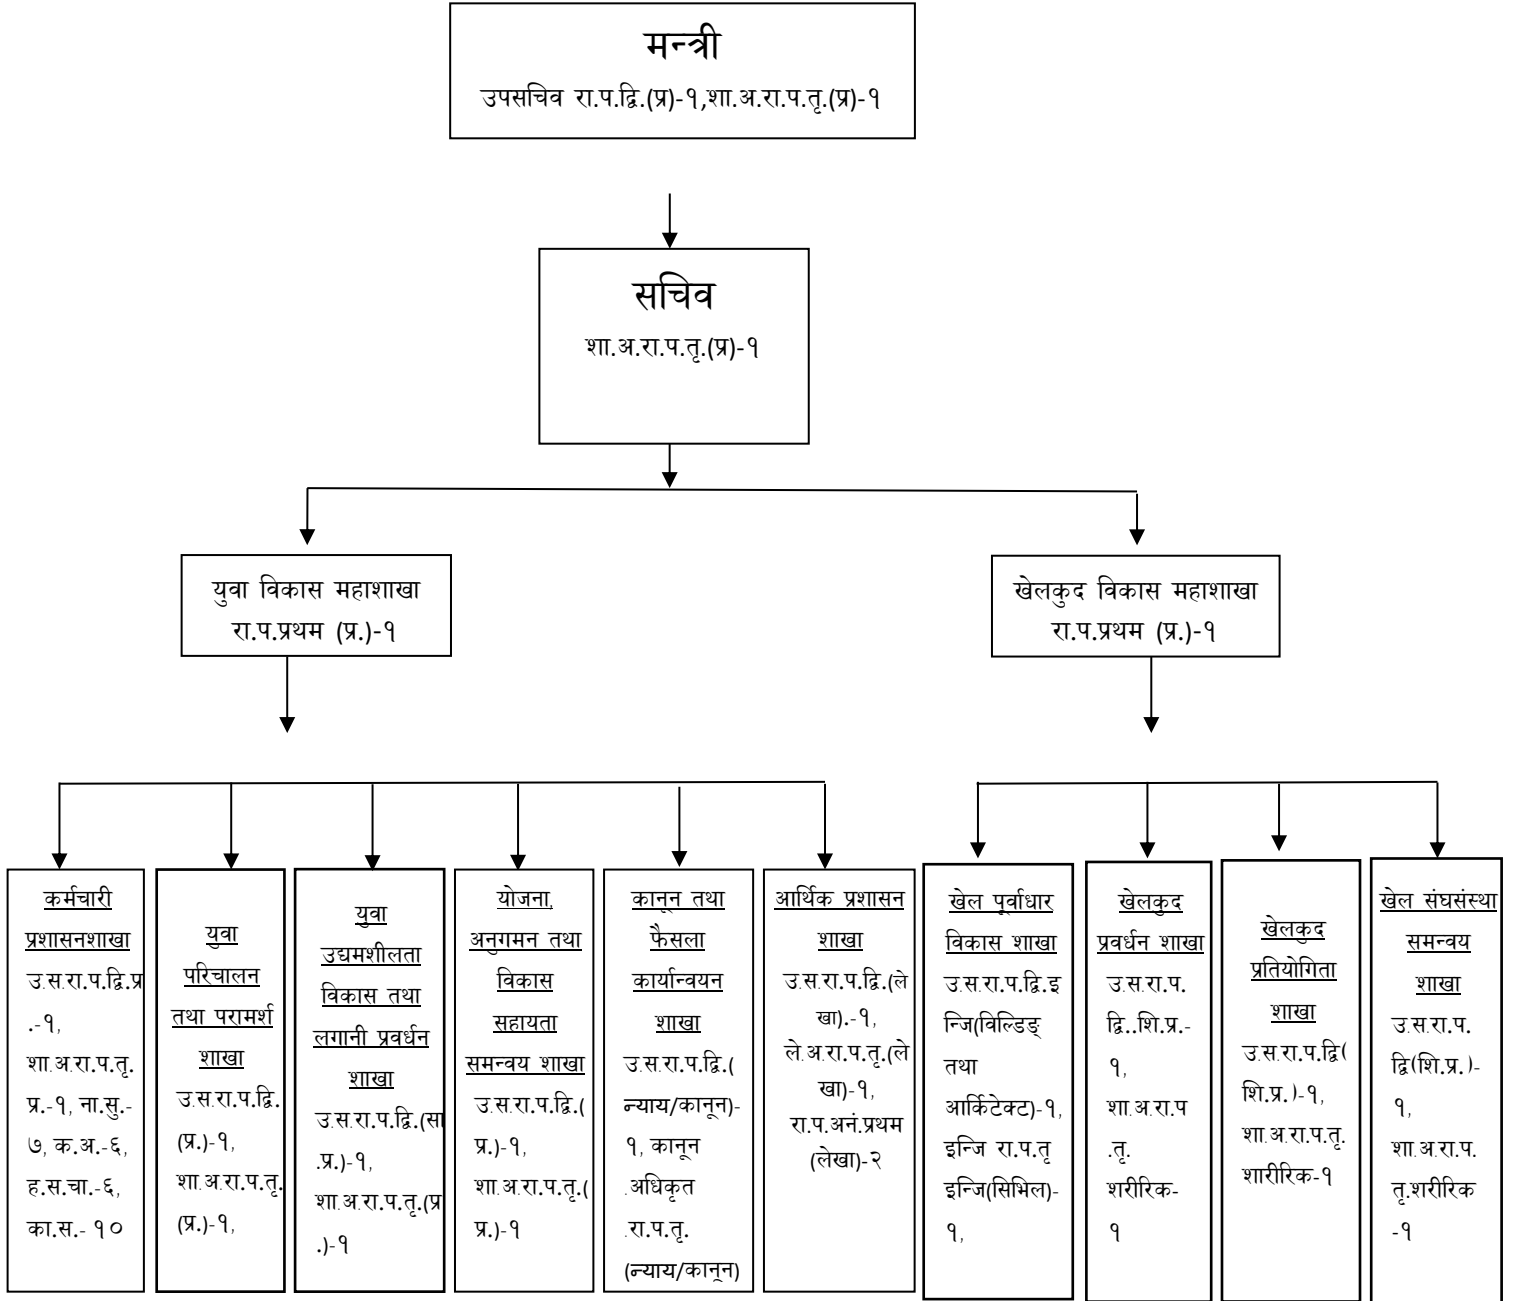 मन्त्री
उपसचिव रा.प.द्वि.(प्र)-१,शा.अ.रा.प.तृ.(प्र)-१
सचिव
शा.अ.रा.प.तृ.(प्र)-१
युवा विकास महाशाखा
रा.प.प्रथम (प्र.)-१
खेलकुद विकास महाशाखा
रा.प.प्रथम (प्र.)-१
कर्मचारी
प्रशासनशाखा
उ.स.रा.प.द्वि.प्र
.-१,
शा.अ.रा.प.तृ.
प्र.-१, ना.सु.-
७, क.अ.-६,
ह.स.चा.-६,
का.स.- १०
युवा
परिचालन
तथा परामर्श
शाखा
उ.स.रा.प.द्वि.
(प्र.)-१,
शा.अ.रा.प.तृ.
(प्र.)-१,
युवा
उद्यमशीलता
विकास तथा
लगानी प्रवर्धन
शाखा
उ.स.रा.प.द्वि.(सा
.प्र.)-१,
शा.अ.रा.प.तृ.(प्र
.)-१
योजना,
अनुगमन तथा
विकास
सहायता
समन्वय शाखा
उ.स.रा.प.द्वि.(
प्र.)-१,
शा.अ.रा.प.तृ.(
प्र.)-१
कानून तथा
फैसला
कार्यान्वयन
शाखा
उ.स.रा.प.द्वि.(
न्याय/कानून)-
१, कानून
.अधिकृत
.रा.प.तृ.
(न्याय/कानून)
आर्थिक प्रशासन
शाखा
उ.स.रा.प.द्वि.(ले
खा).-१,
ले.अ.रा.प.तृ.(ले
खा)-१,
रा.प.अनं.प्रथम
(लेखा)-२
खेल पूर्वाधार
विकास शाखा
उ.स.रा.प.द्वि.इ
न्जि(विल्डिङ्
तथा
आर्किटेक्ट)-१,
इन्जि रा.प.तृ
इन्जि(सिभिल)-
१,
खेलकुद
प्रवर्धन शाखा
उ.स.रा.प.
द्वि..शि.प्र.-
१,
शा.अ.रा.प
.तृ.
शरीरिक-
१
खेलकुद
प्रतियोगिता
शाखा
उ.स.रा.प.द्वि(
शि.प्र.)-१,
शा.अ.रा.प.तृ.
शारीरिक-१
खेल संघसंस्था
समन्वय
शाखा
उ.स.रा.प.
द्वि(शि.प्र.)-
१,
शा.अ.रा.प.
तृ.शरीरिक
-१